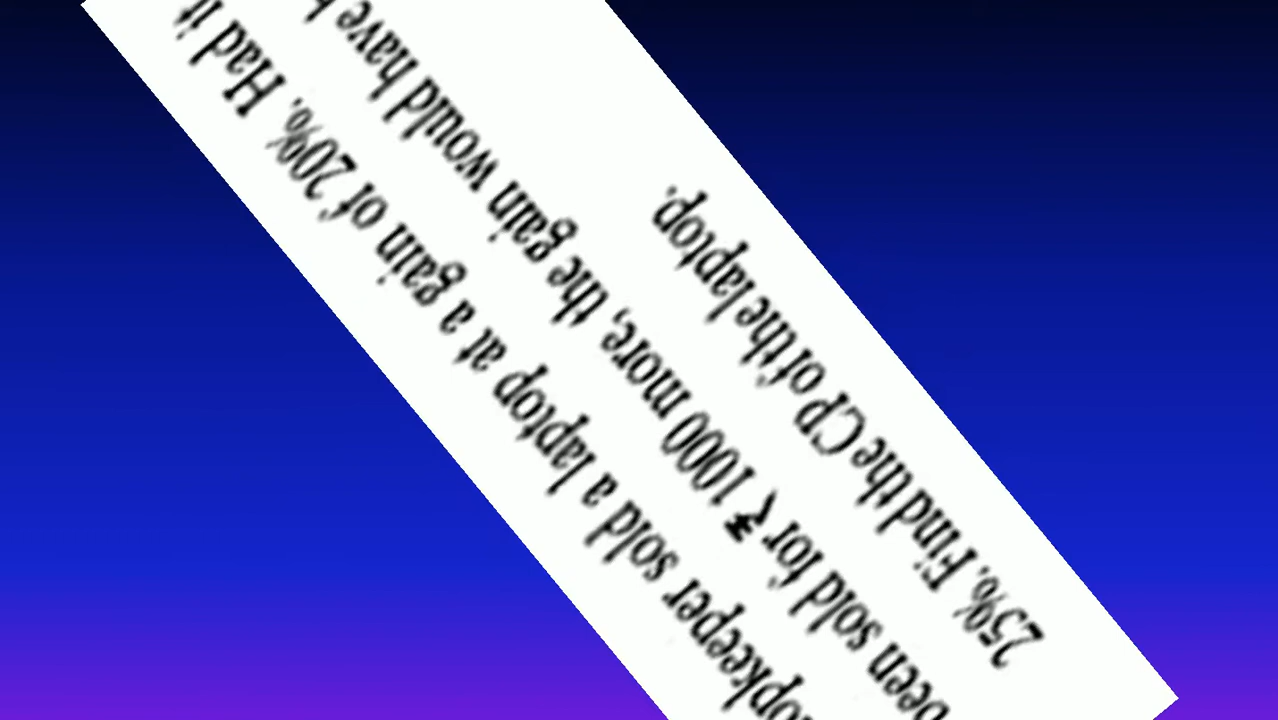 opkeeper sold a laptop at a gain of 20%. Had it
been sold for ₹ 1000 more, the gain would have
25%. Find the CP of the laptop.